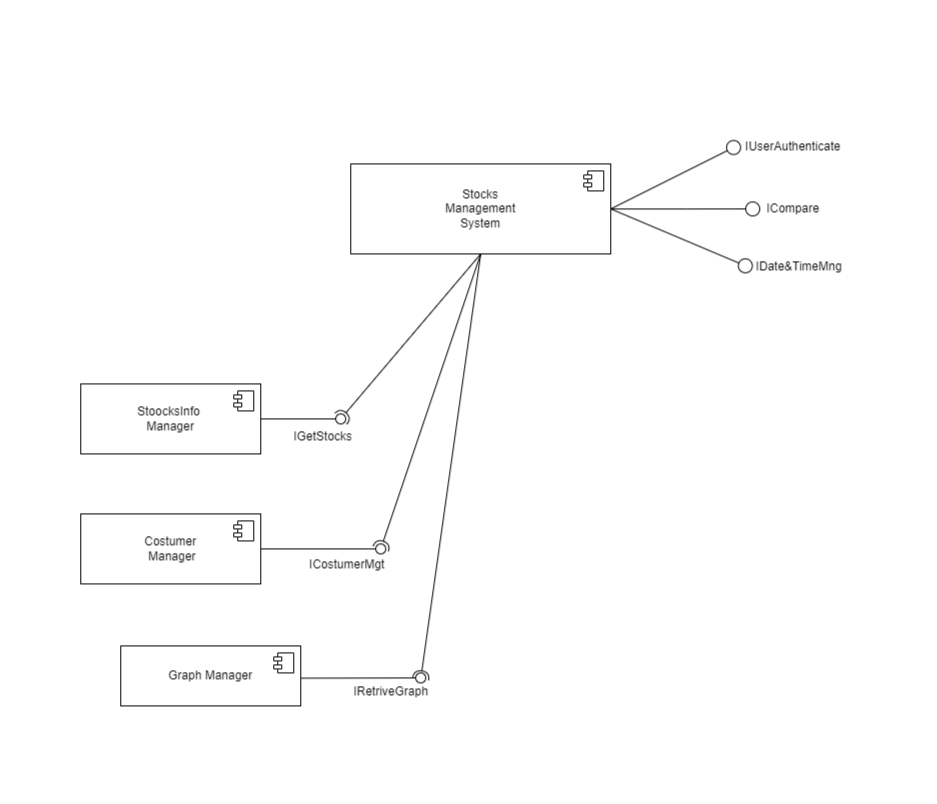 IUserAuthenticate
Stocks
Management
System
ICompare
IDate&TimeMng
StoocksInfo
Manager
IGetStocks
Costumer
Manager
ICostumerMgt
Graph Manager
IRetriveGraph